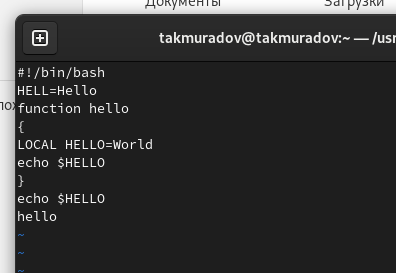 Документы Загрузки
takmuradov@takmuradov:~ — /usr
#!/bin/bash
HELL=Hello
function hello
{
LOCAL HELLO=World
echo $HELLO
}
echo $HELLO
hello
~
~
~